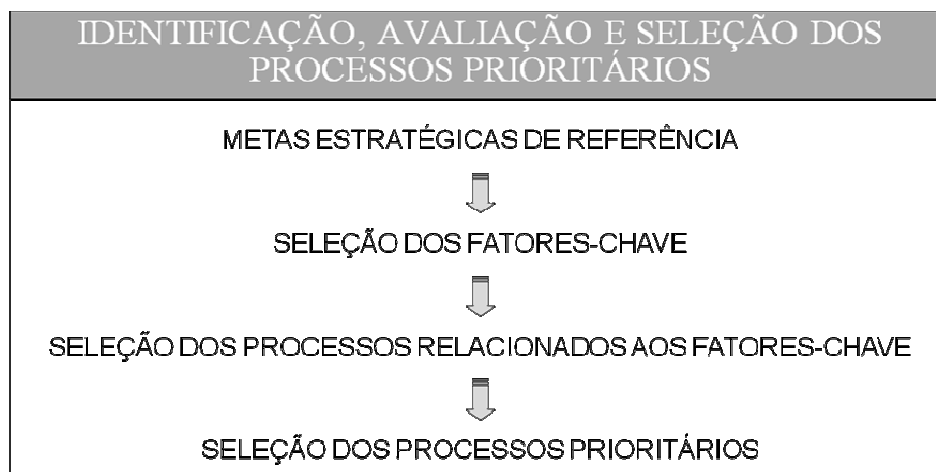 IDENTIFICAÇÃO, AVALIAÇÃO E SELEÇÃO DOS
PROCESSOS PRIORITÁRIOS
METAS ESTRATÉGICAS DE REFERÊNCIA
SELEÇÃO DOS FATORES-CHAVE
SELEÇÃO DOS PROCESSOS RELACIONADOS AOS FATORES-CHAVE
SELEÇÃO DOS PROCESSOS PRIORITÁRIOS